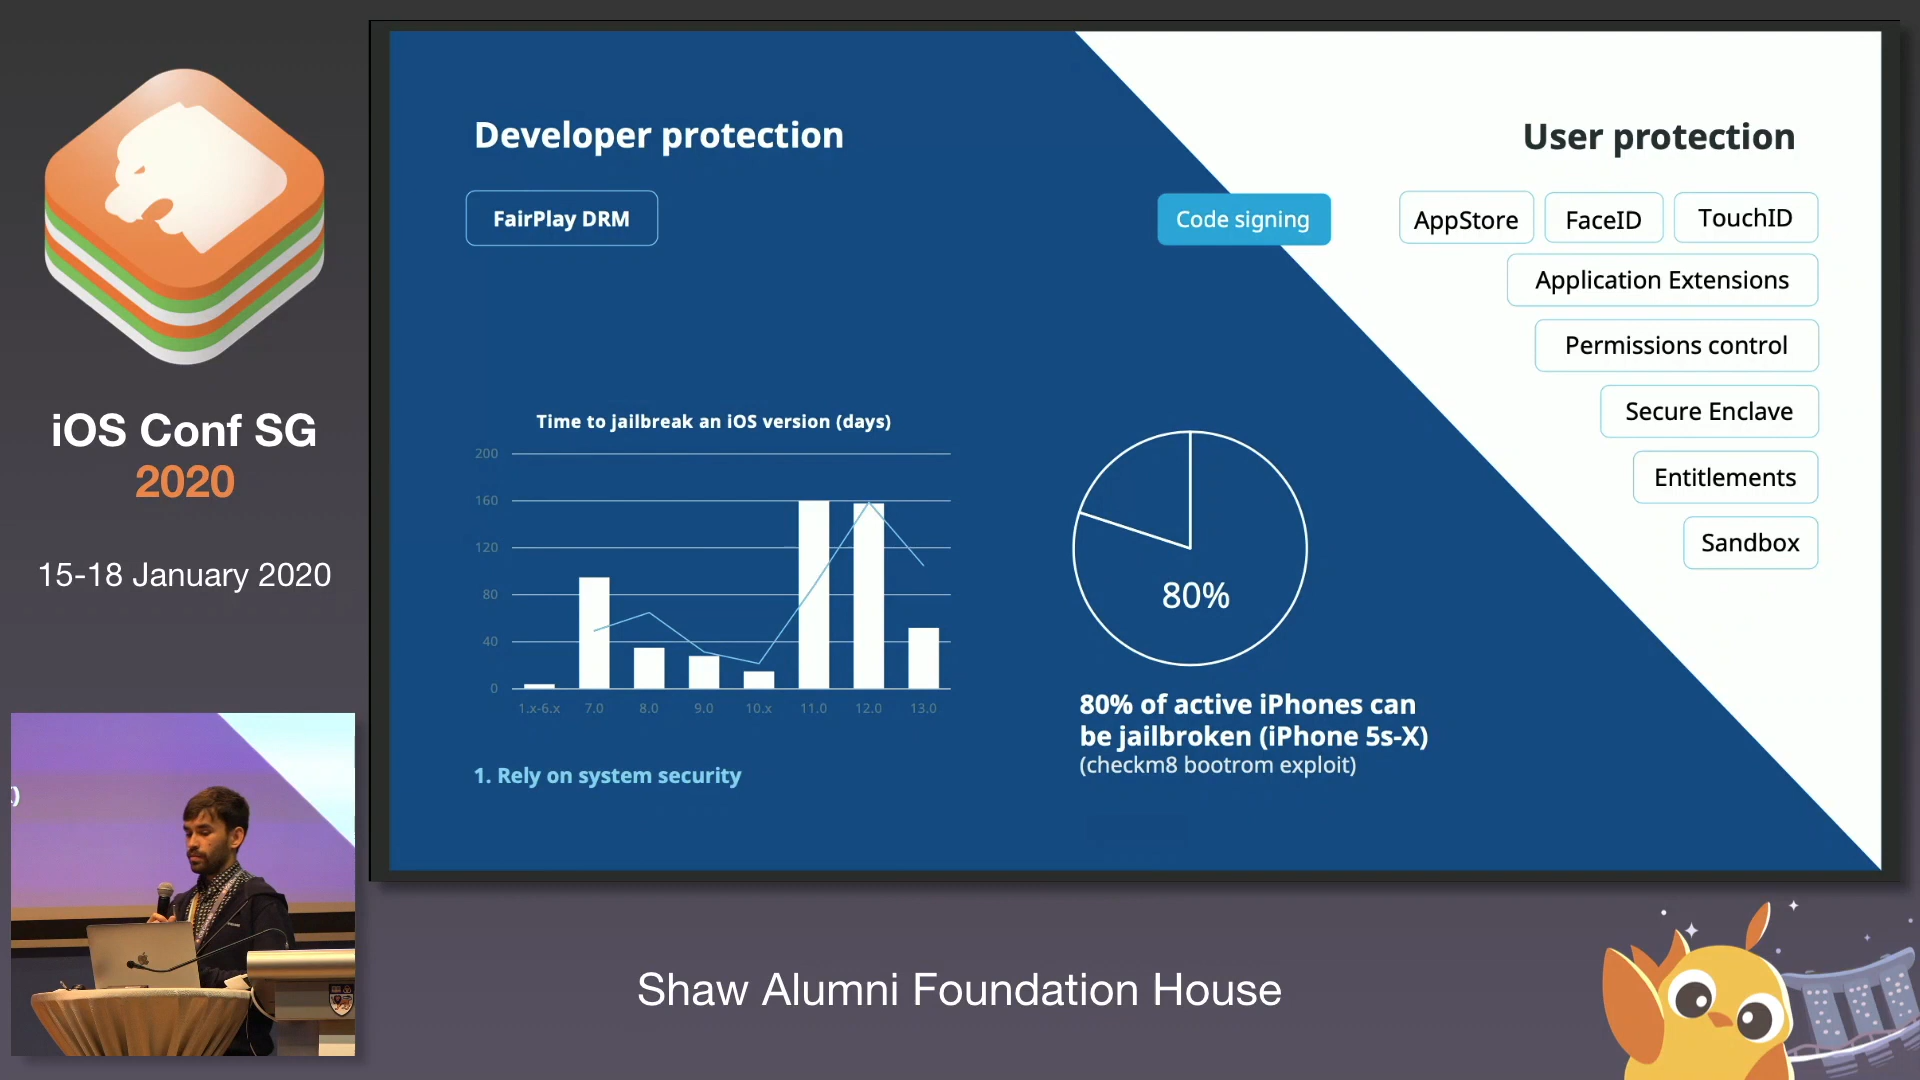 iOS Conf SG
2020
15-18 January 2020
Developer protection
FairPlay DRM
Code signing
User protection
AppStore
FaceID
TouchID
Application Extensions
Permissions control
Secure Enclave
Entitlements
Sandbox
Time to jailbreak an iOS version (days)
200
160
120
80
40
0
1.x-6.x 7.0 8.0 9.0 10.x 11.0 12.0 13.0
1. Rely on system security
80%
80% of active iPhones can
be jailbroken (iPhone 5s-X)
(checkm8 bootrom exploit)
Shaw Alumni Foundation House